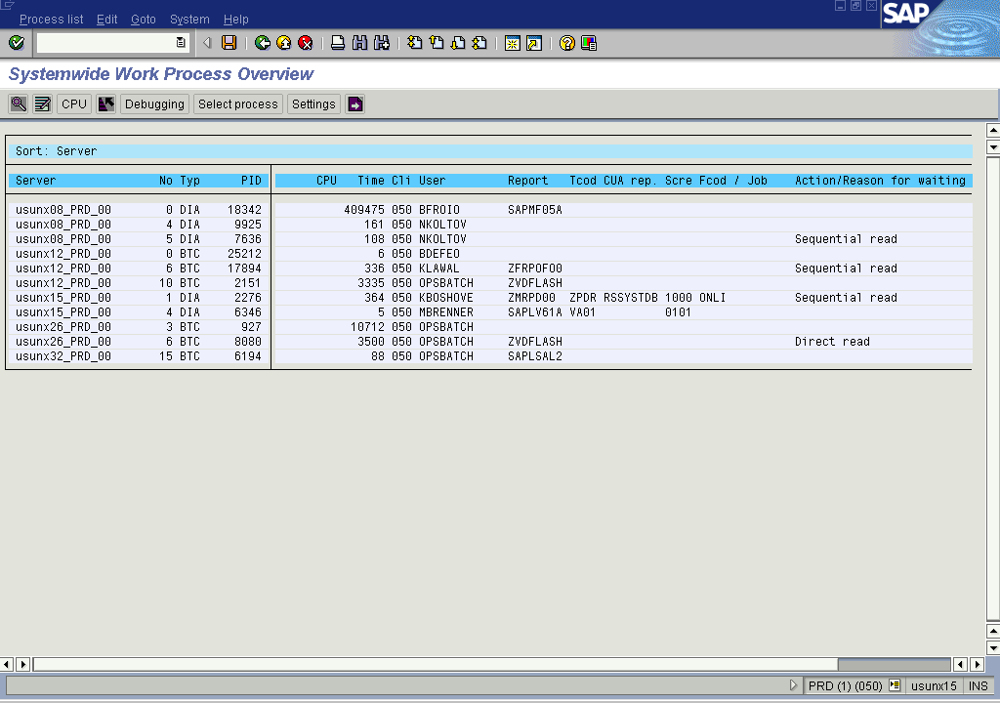 Process list Edit Goto System Help
SAP
Systemwide Work Process Overview
CPU Debugging Select process Settings
Sort: Server
Server No Typ PID CPU Time Cli User Report Tcod CUA rep. Scre Fcod / Job Action/Reason for waiting
usunx08_PRD_00 0 DIA 18342 409475 050 BFROIO SAPMF05A
usunx08_PRD_00 4 DIA 9925 161 050 NKOLTOV
usunx08_PRD_00 5 DIA 7636 108 050 NKOLTOV Sequential read
usunx12_PRD_00 0 BTC 25212 6 050 BDEFEO
usunx12_PRD_00 6 BTC 17894 336 050 KLAWAL ZFRPOFO0 Sequential read
usunx12_PRD_00 10 BTC 2151 3335 050 OPSBATCH ZVDFLASH
usunx15_PRD_00 1 DIA 2276 364 050 KBOSHOVE ZMRPD00 ZPDR RSSYSTDB 1000 ONLI Sequential read
usunx15_PRD_00 4 DIA 6346 5 050 MBRENNER SAPLV61A VA01 0101
usunx26_PRD_00 3 BTC 927 10712 050 OPSBATCH
usunx26_PRD_00 6 BTC 8080 3500 050 OPSBATCH ZVDFLASH Direct read
usunx32_PRD_00 15 BTC 6194 88 050 OPSBATCH SAPLSAL2
PRD (1) (050) usunx15 INS